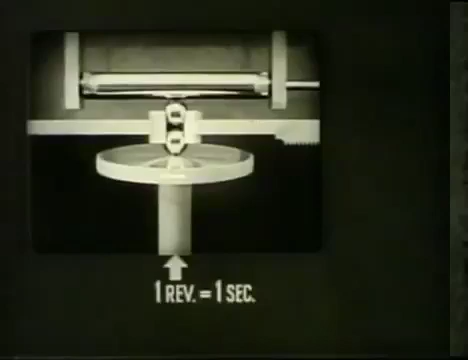 1 REV. = 1 SEC.